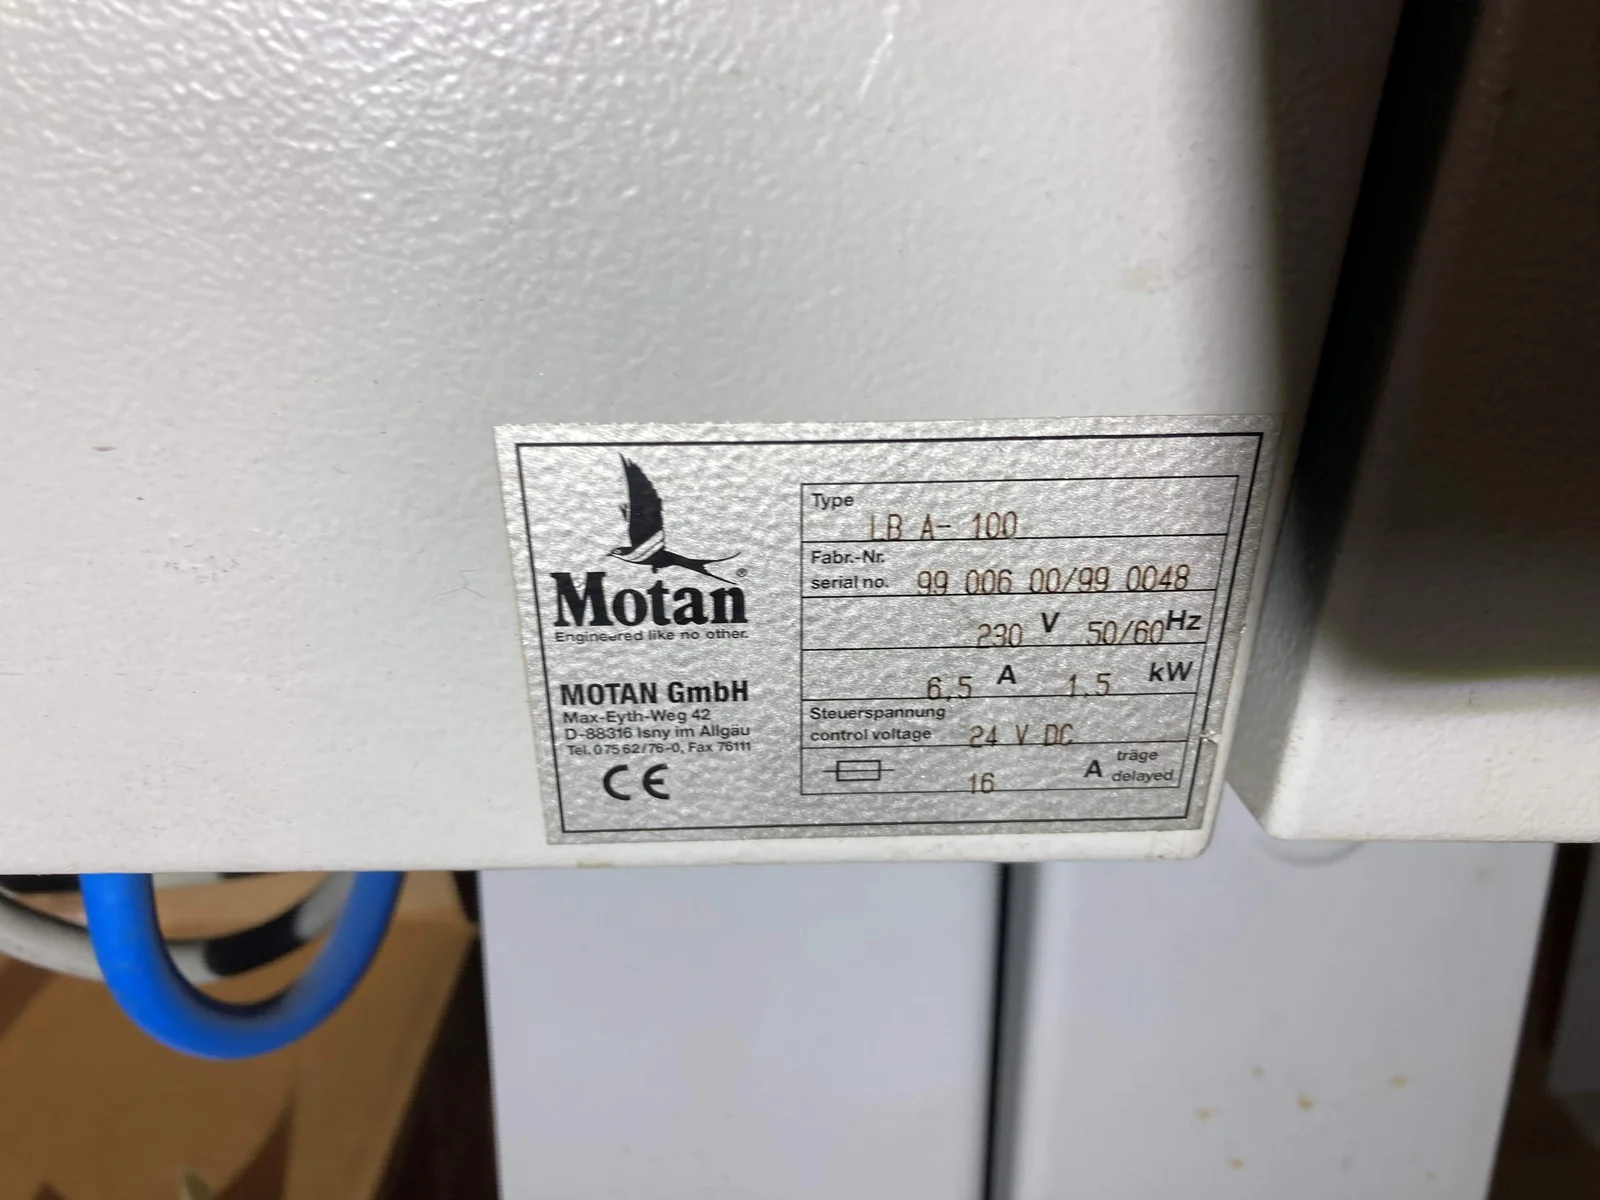 Motan®
Engineered like no other.
MOTAN GmbH
Max-Eyth-Weg 42
D-88316 Isny im Allgäu
Tel. 07562/76-0, Fax 76111
CE
Type
LB A- 100
Fabr.-Nr.
serial no. 99 006 00/99 0048
230 V 50/60 Hz
6,5 A 1,5 kW
Steuerspannung
control voltage 24 V DC
träge
16 A delayed